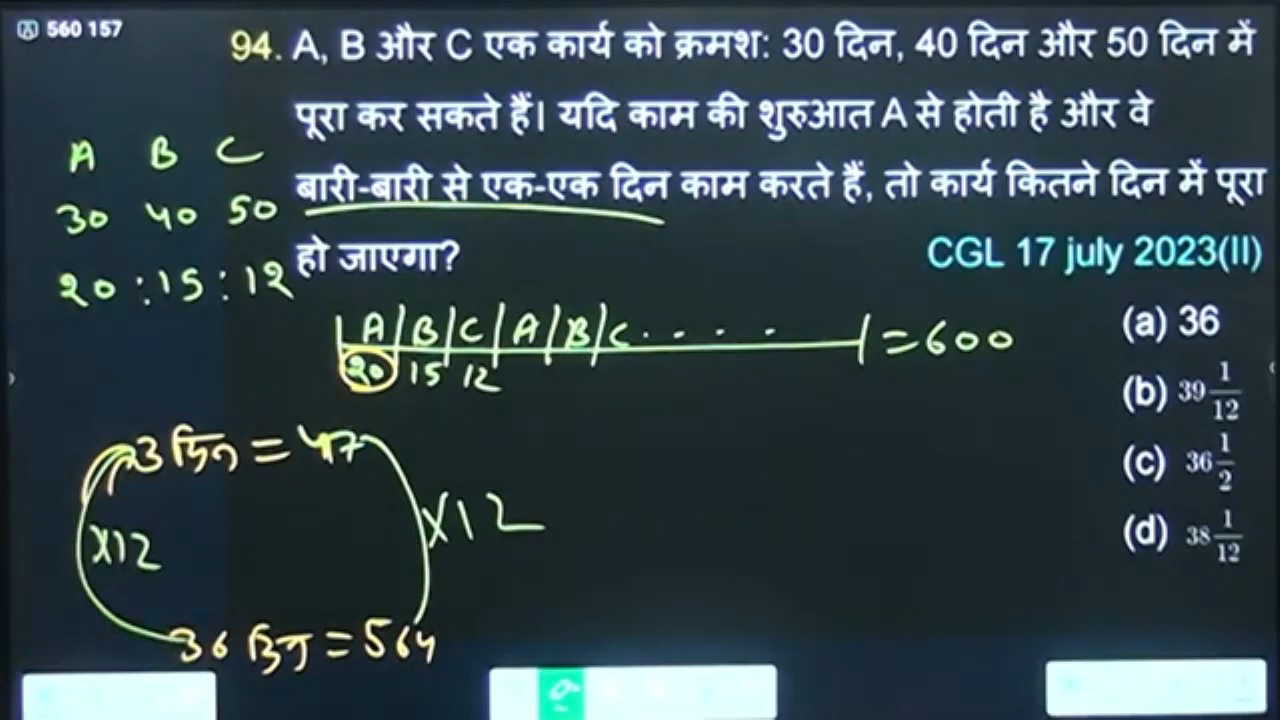 560 157
94. A, B और C एक कार्य को क्रमश: 30 दिन, 40 दिन और 50 दिन में
पूरा कर सकते हैं। यदि काम की शुरुआत A से होती है और वे
बारी-बारी से एक-एक दिन काम करते हैं, तो कार्य कितने दिन में पूरा
हो जाएगा?
CGL 17 july 2023(II)
A B C
30 40 50
20 : 15 : 12
A B C A B C . . . . = 600
20 15 12
(a) 36
(b) 39 1/12
(c) 36 1/2
(d) 38 1/12
3 दिन = 47
X12 X12
36 दिन = 564